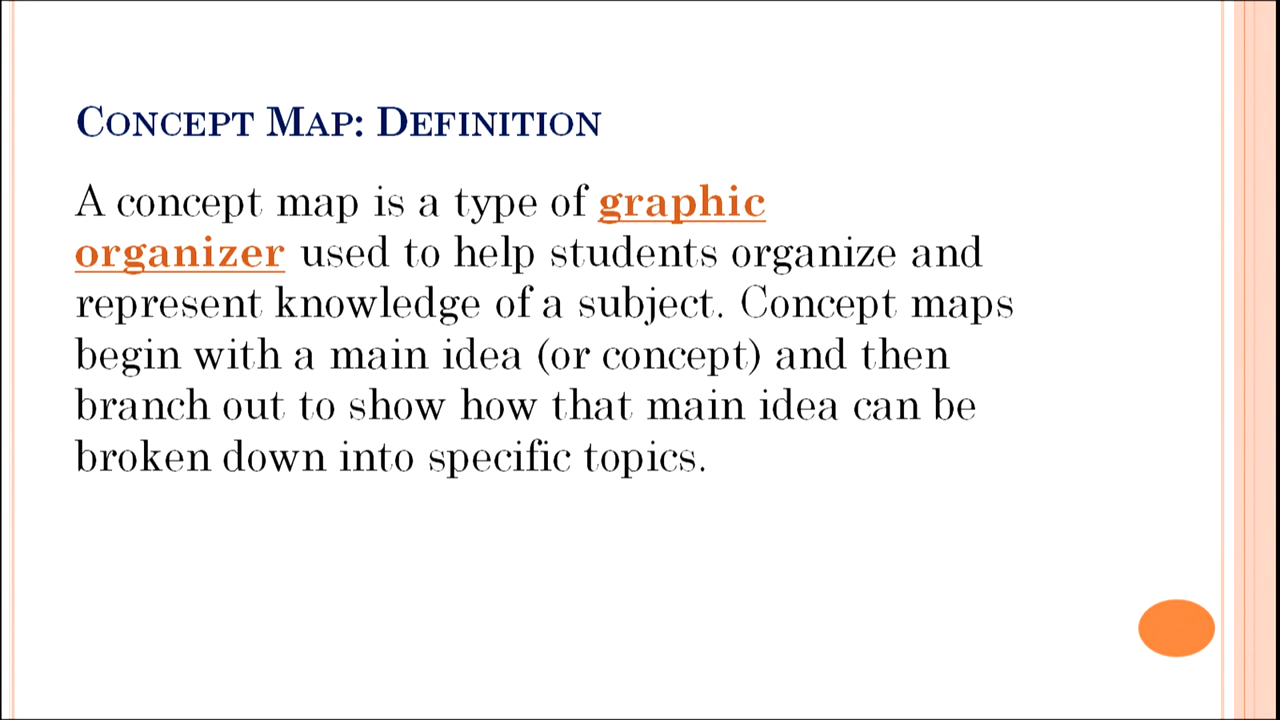 CONCEPT MAP: DEFINITION
A concept map is a type of graphic
organizer used to help students organize and
represent knowledge of a subject. Concept maps
begin with a main idea (or concept) and then
branch out to show how that main idea can be
broken down into specific topics.